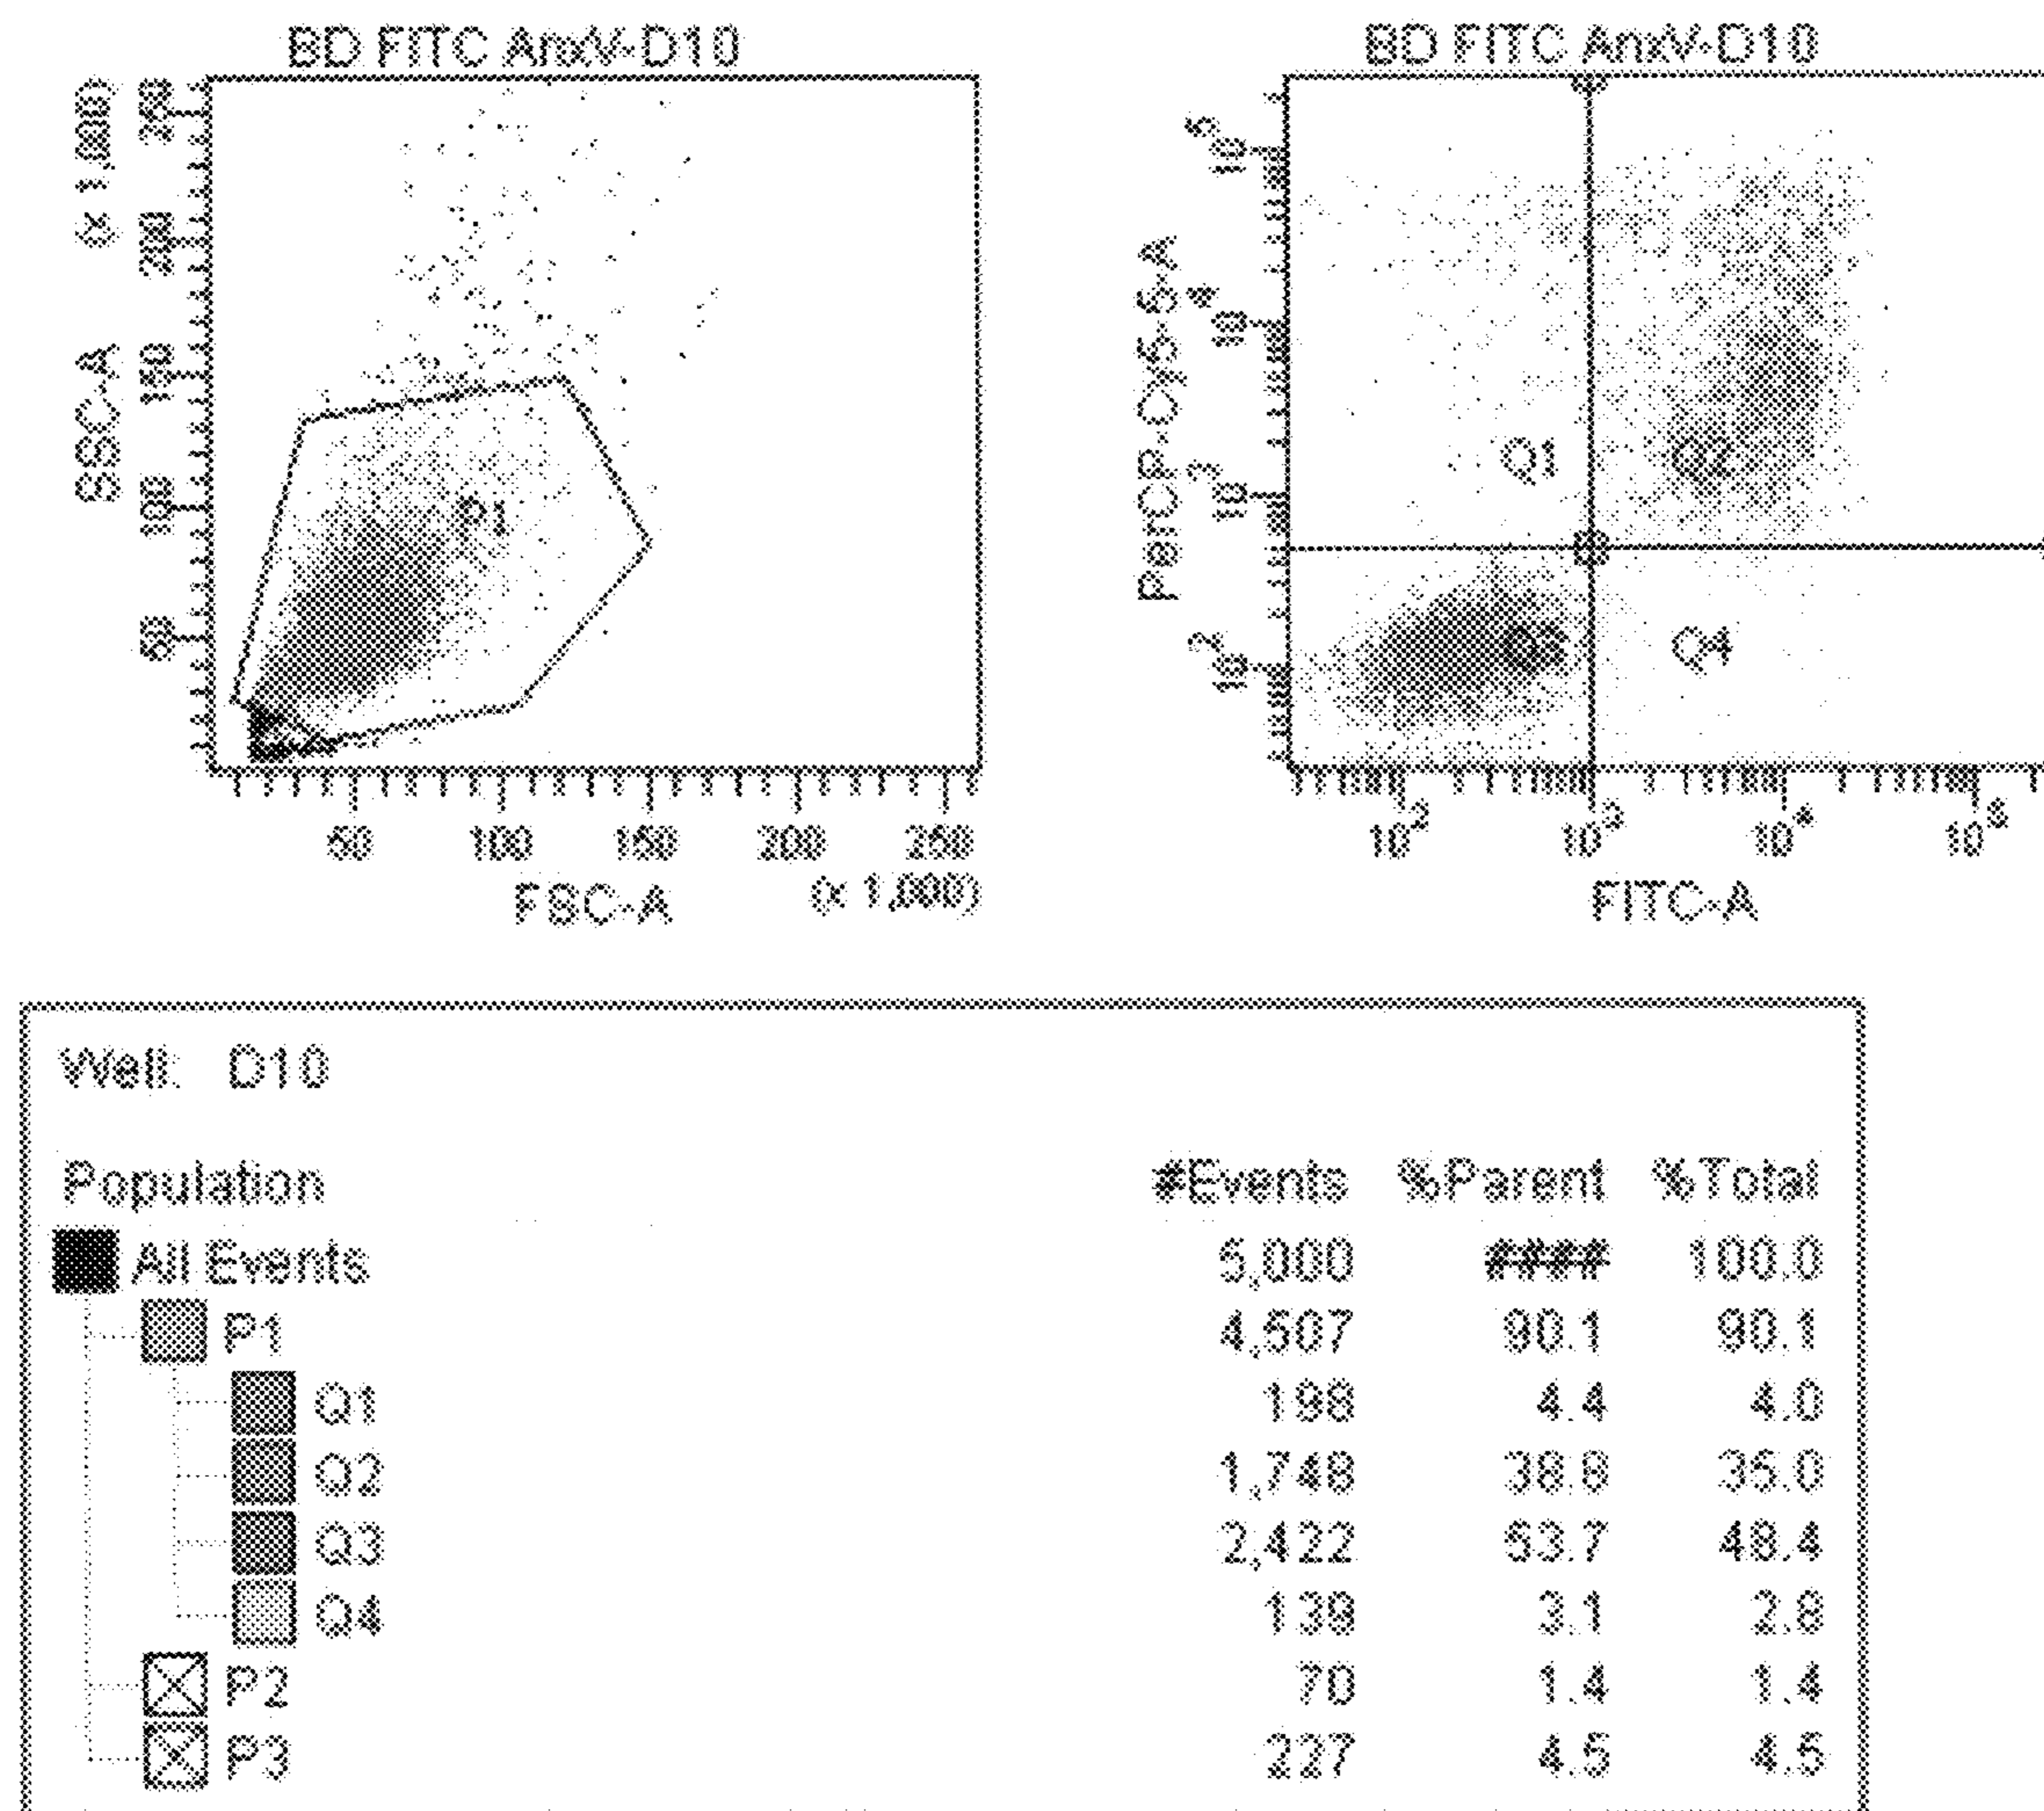 BD FITC AnxV-D10
(x 1,000)
SSC-A
250
200
150
100
50
P1
50 100 150 200 250
FSC-A (x 1,000)
BD FITC AnxV-D10
PerCP-Cy5-5-A
10^5
10^4
10^3
10^2
Q1 Q2
Q3 Q4
10^2 10^3 10^4 10^5
FITC-A
Well: D10
Population #Events %Parent %Total
All Events 5,000 #### 100.0
P1 4,507 90.1 90.1
Q1 198 4.4 4.0
Q2 1,748 38.8 35.0
Q3 2,422 53.7 48.4
Q4 139 3.1 2.8
P2 70 1.4 1.4
P3 227 4.5 4.5